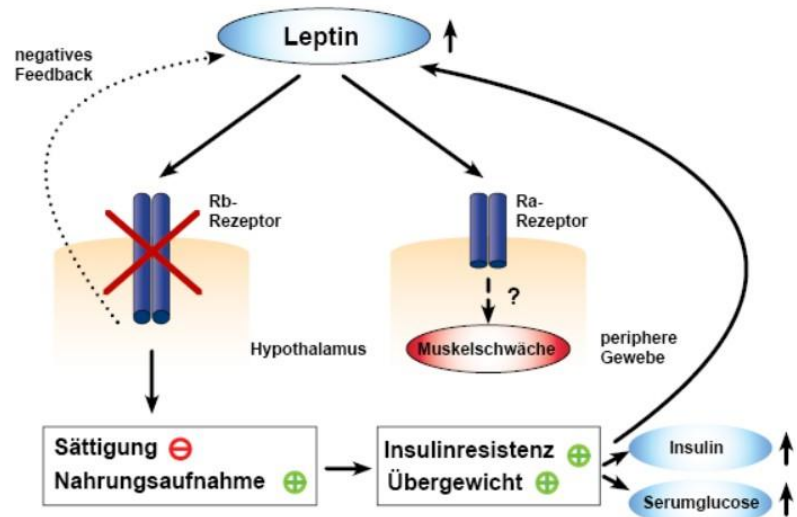 Leptin
negatives
Feedback
Rb-
Rezeptor
Ra-
Rezeptor
?
Hypothalamus
Muskelschwäche
periphere
Gewebe
Sättigung
Nahrungsaufnahme
Insulinresistenz
Übergewicht
Insulin
Serumglucose